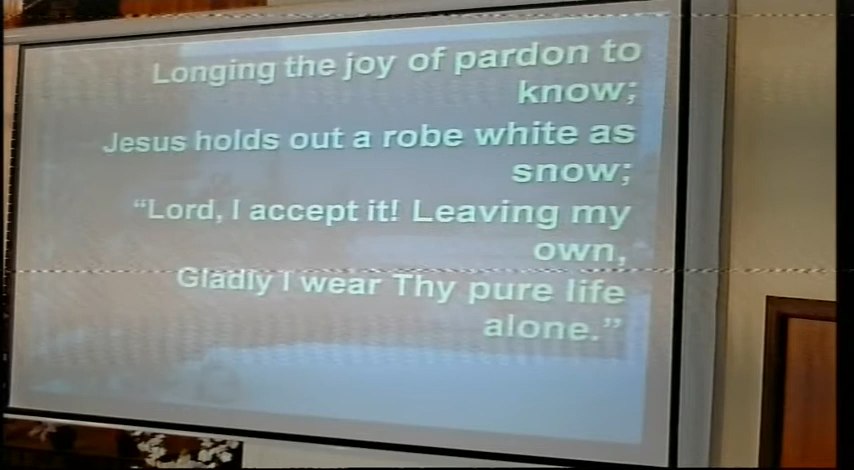 Longing the joy of pardon to
know;
Jesus holds out a robe white as
snow;
“Lord, I accept it! Leaving my
own,
Gladly I wear Thy pure life
alone.”